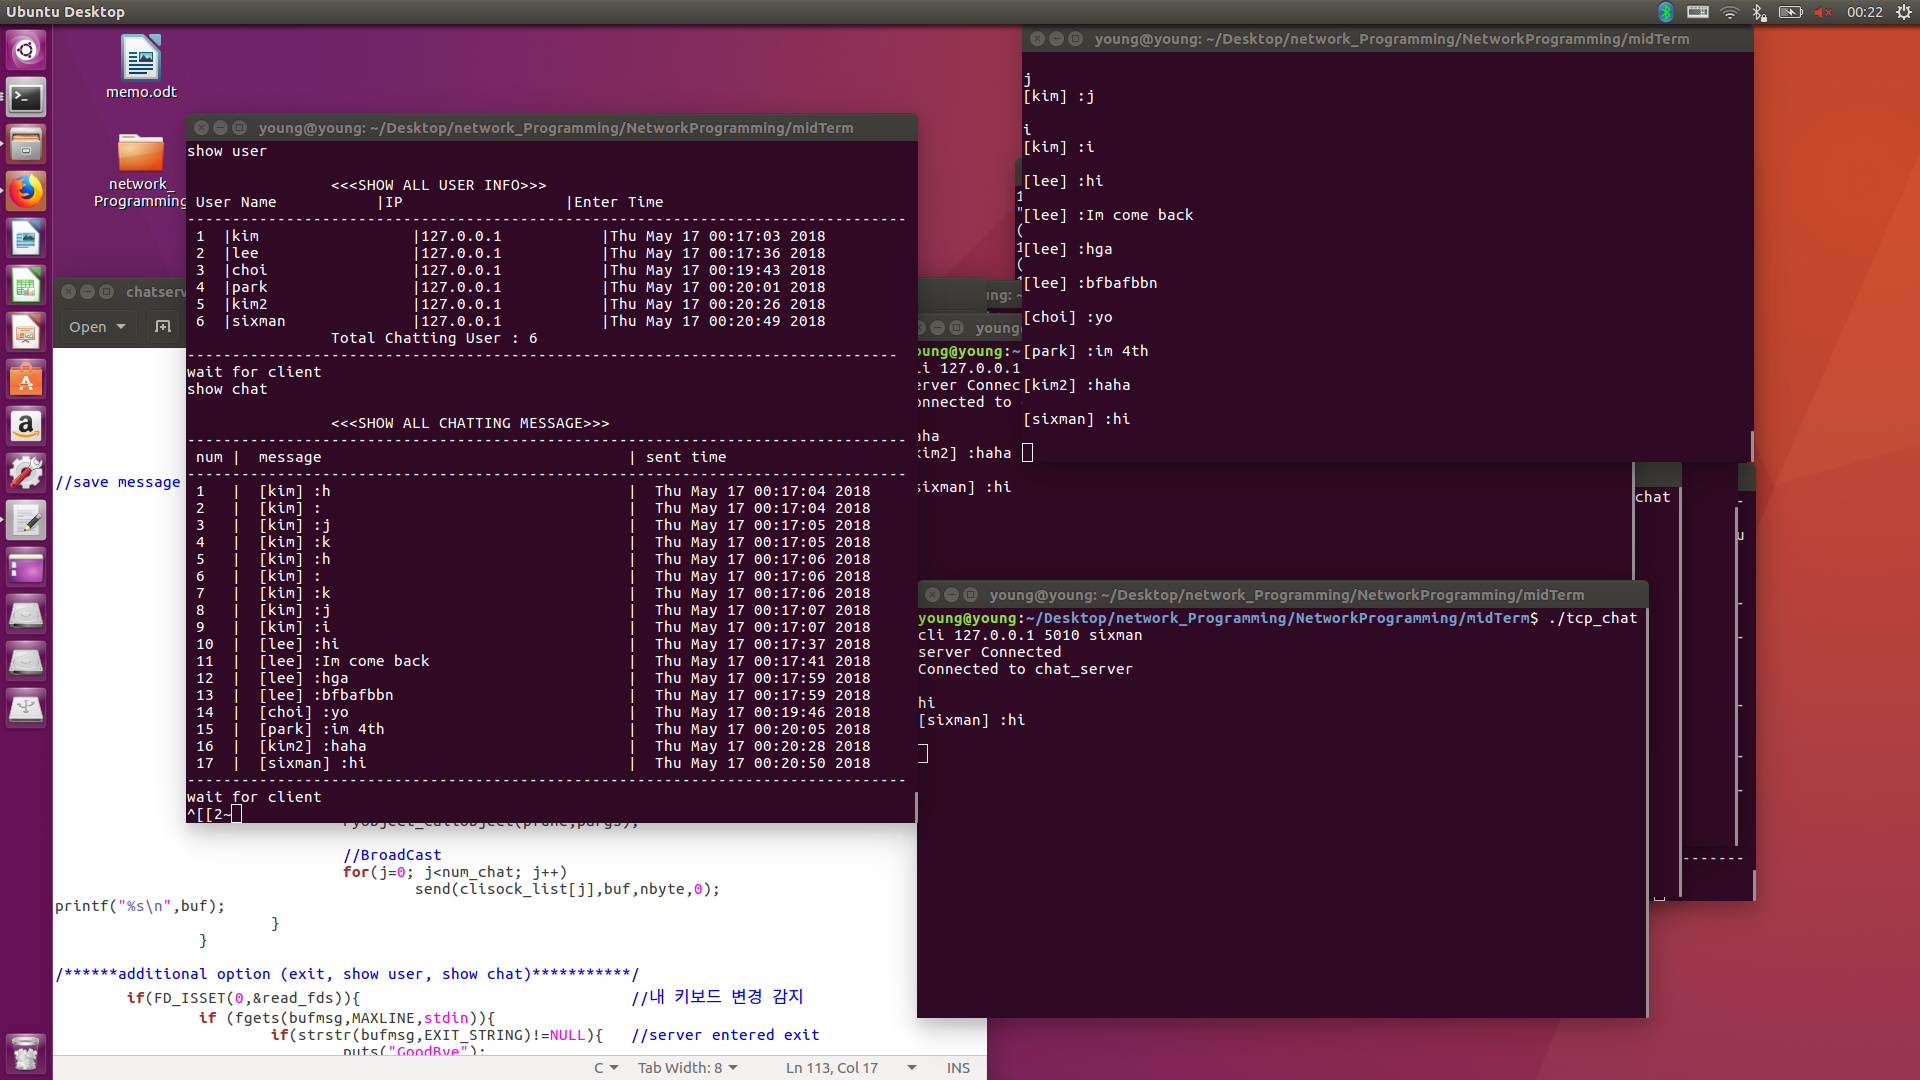 Ubuntu Desktop
00:22
memo.odt
network_
Programming
young@young: ~/Desktop/network_Programming/NetworkProgramming/midTerm
show user
<<<SHOW ALL USER INFO>>>
User Name |IP |Enter Time
--------------------------------------------------------------------------------
1 |kim |127.0.0.1 |Thu May 17 00:17:03 2018
2 |lee |127.0.0.1 |Thu May 17 00:17:36 2018
3 |choi |127.0.0.1 |Thu May 17 00:19:43 2018
4 |park |127.0.0.1 |Thu May 17 00:20:01 2018
5 |kim2 |127.0.0.1 |Thu May 17 00:20:26 2018
6 |sixman |127.0.0.1 |Thu May 17 00:20:49 2018
Total Chatting User : 6
-------------------------------------------------------------------------------
wait for client
show chat
<<<SHOW ALL CHATTING MESSAGE>>>
--------------------------------------------------------------------------------
num | message | sent time
--------------------------------------------------------------------------------
1 | [kim] :h | Thu May 17 00:17:04 2018
2 | [kim] : | Thu May 17 00:17:04 2018
3 | [kim] :j | Thu May 17 00:17:05 2018
4 | [kim] :k | Thu May 17 00:17:05 2018
5 | [kim] :h | Thu May 17 00:17:06 2018
6 | [kim] : | Thu May 17 00:17:06 2018
7 | [kim] :k | Thu May 17 00:17:06 2018
8 | [kim] :j | Thu May 17 00:17:07 2018
9 | [kim] :i | Thu May 17 00:17:07 2018
10 | [lee] :hi | Thu May 17 00:17:37 2018
11 | [lee] :Im come back | Thu May 17 00:17:41 2018
12 | [lee] :hga | Thu May 17 00:17:59 2018
13 | [lee] :bfbafbbn | Thu May 17 00:17:59 2018
14 | [choi] :yo | Thu May 17 00:19:46 2018
15 | [park] :im 4th | Thu May 17 00:20:05 2018
16 | [kim2] :haha | Thu May 17 00:20:28 2018
17 | [sixman] :hi | Thu May 17 00:20:50 2018
--------------------------------------------------------------------------------
wait for client
^[[2~
young@young: ~/Desktop/network_Programming/NetworkProgramming/midTerm
j
[kim] :j
i
[kim] :i
[lee] :hi
[lee] :Im come back
[lee] :hga
[lee] :bfbafbbn
[choi] :yo
[park] :im 4th
[kim2] :haha
[sixman] :hi
ung: ~
young
oung@young:~
li 127.0.0.1
erver Connec
onnected to
aha
kim2] :haha
sixman] :hi
chat
u
-------
young@young: ~/Desktop/network_Programming/NetworkProgramming/midTerm
young@young:~/Desktop/network_Programming/NetworkProgramming/midTerm$ ./tcp_chat
cli 127.0.0.1 5010 sixman
server Connected
Connected to chat_server
hi
[sixman] :hi
chatserv
Open
//save message
PyObject_CallObject(pFunc,pArgs);
//BroadCast
for(j=0; j<num_chat; j++)
send(clisock_list[j],buf,nbyte,0);
printf("%s\n",buf);
}
}
/******additional option (exit, show user, show chat)***********/
if(FD_ISSET(0,&read_fds)){ //내 키보드 변경 감지
if (fgets(bufmsg,MAXLINE,stdin)){
if(strstr(bufmsg,EXIT_STRING)!=NULL){ //server entered exit
puts("GoodBye");
C
Tab Width: 8
Ln 113, Col 17
INS